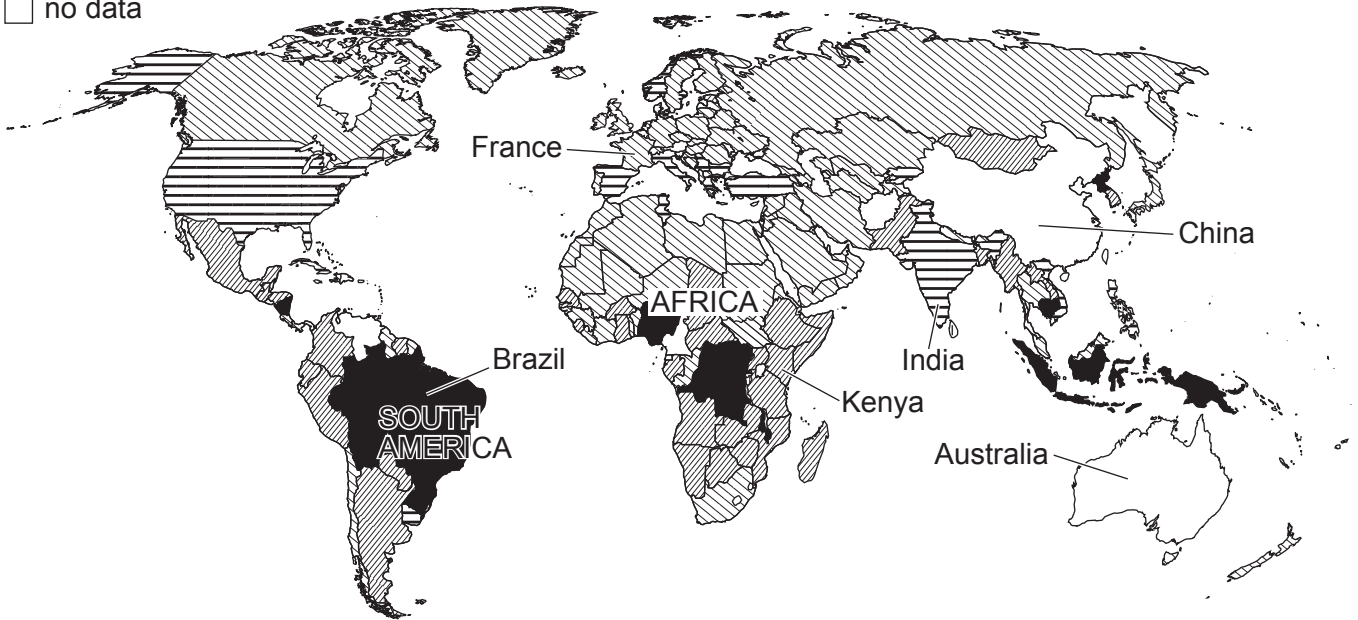 no data
France
China
AFRICA
Brazil
India
Kenya
SOUTH
AMERICA
Australia